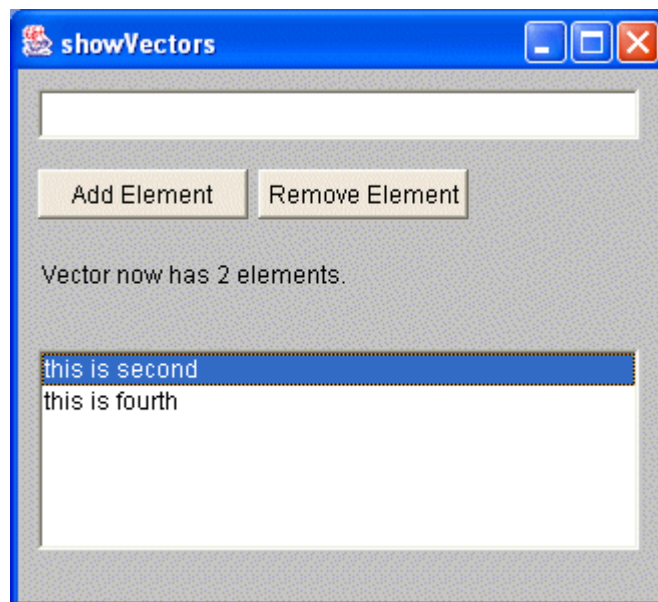 showVectors
Add Element Remove Element
Vector now has 2 elements.
this is second
this is fourth